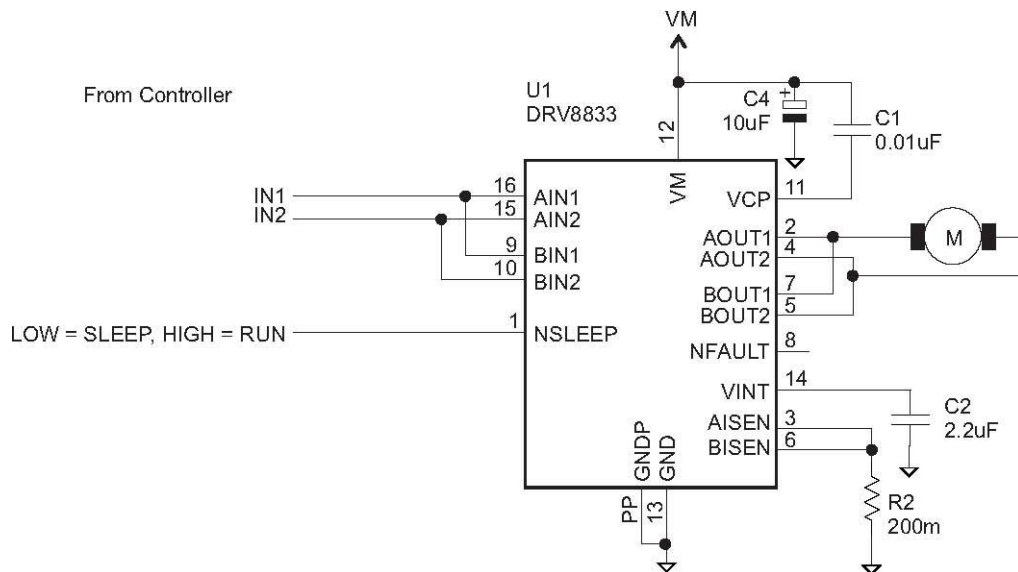 VM
From Controller
U1
DRV8833
C4
10uF
C1
0.01uF
12
VM
11
VCP
IN1
16
AIN1
IN2
15
AIN2
9
BIN1
10
BIN2
2
AOUT1
4
AOUT2
7
BOUT1
5
BOUT2
M
LOW = SLEEP, HIGH = RUN
1
NSLEEP
NFAULT
8
VINT
14
C2
2.2uF
AISEN
3
BISEN
6
GNDP
GND
PP
13
R2
200m
+